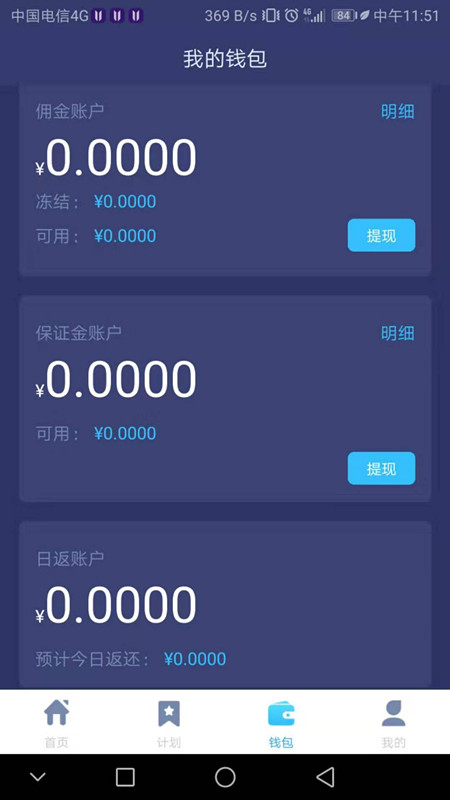 中国电信4G 369 B/s 4G 84 中午11:51
我的钱包
佣金账户 明细
¥0.0000
冻结： ¥0.0000
可用： ¥0.0000 提现
保证金账户 明细
¥0.0000
可用： ¥0.0000
提现
日返账户
¥0.0000
预计今日返还： ¥0.0000
首页 计划 钱包 我的